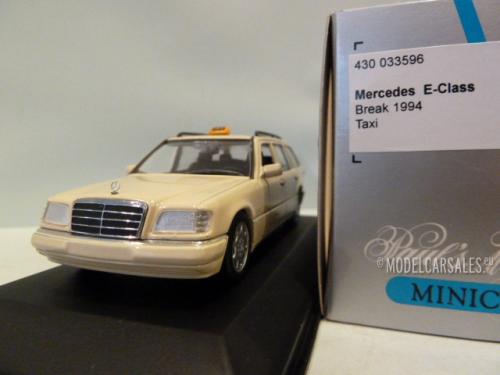 430 033596
Mercedes E-Class
Break 1994
Taxi
© MODELCARSALES.eu
MINIC